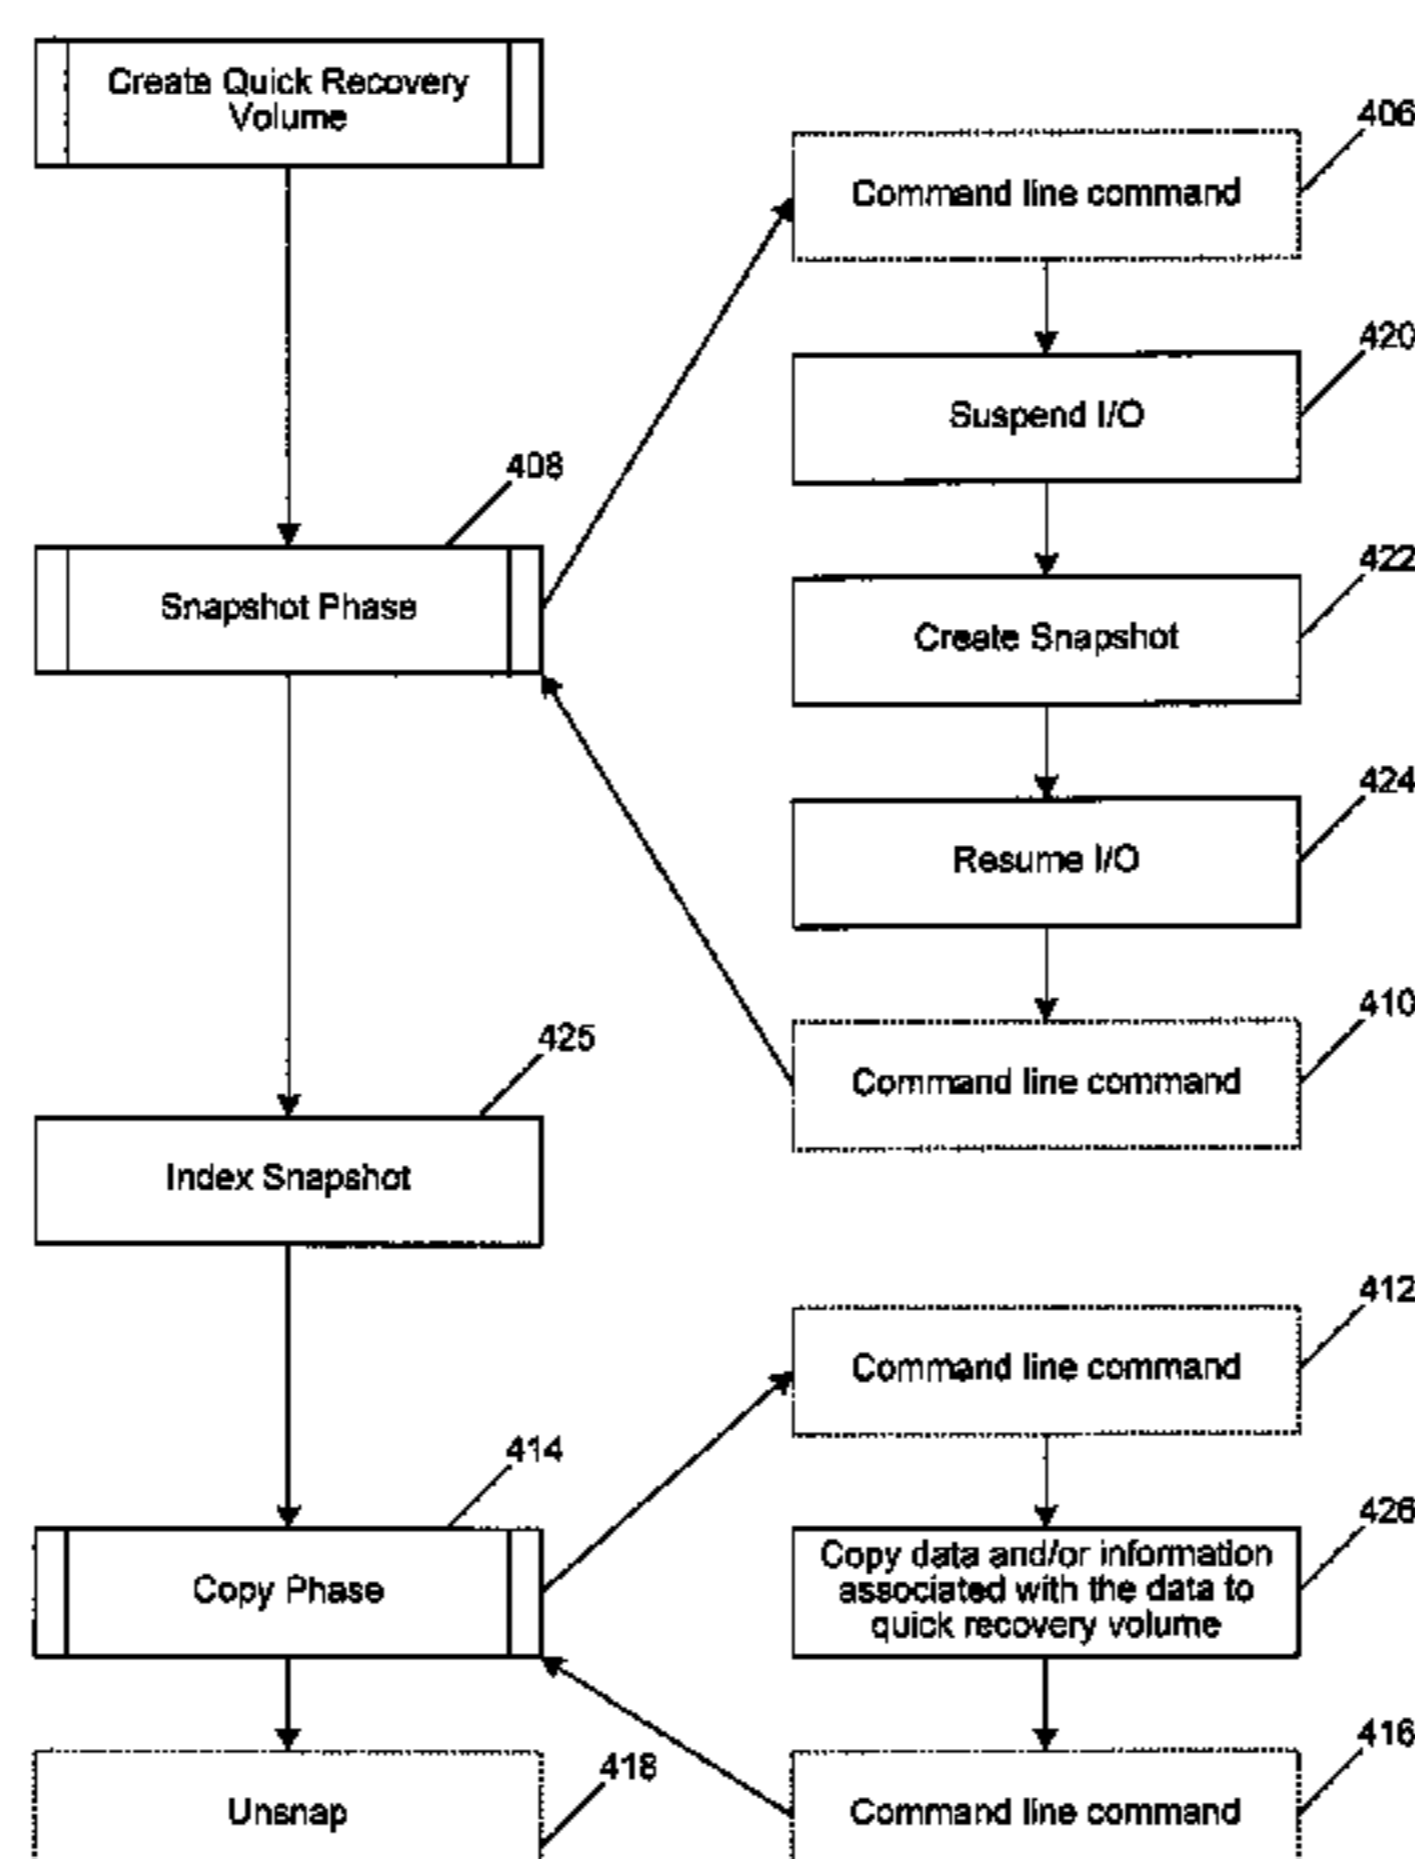 Create Quick Recovery
Volume
406
Command line command
420
Suspend I/O
408
Snapshot Phase
422
Create Snapshot
424
Resume I/O
410
Command line command
425
Index Snapshot
412
Command line command
414
Copy Phase
426
Copy data and/or information
associated with the data to
quick recovery volume
418
Unsnap
416
Command line command